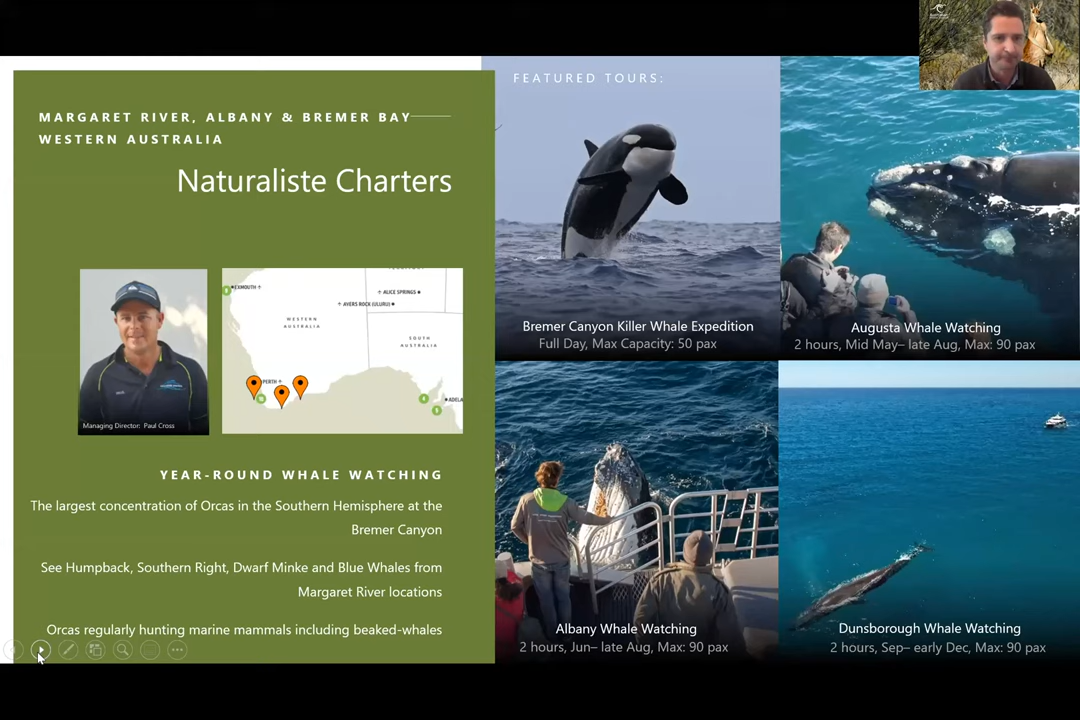 MARGARET RIVER, ALBANY & BREMER BAY
WESTERN AUSTRALIA
Naturaliste Charters
Managing Director: Paul Cross
EXMOUTH
ALICE SPRINGS
AYERS ROCK (ULURU)
WESTERN
AUSTRALIA
SOUTH
AUSTRALIA
PERTH
ADELA
YEAR-ROUND WHALE WATCHING
The largest concentration of Orcas in the Southern Hemisphere at the
Bremer Canyon
See Humpback, Southern Right, Dwarf Minke and Blue Whales from
Margaret River locations
Orcas regularly hunting marine mammals including beaked-whales
FEATURED TOURS:
Bremer Canyon Killer Whale Expedition
Full Day, Max Capacity: 50 pax
Augusta Whale Watching
2 hours, Mid May– late Aug, Max: 90 pax
Albany Whale Watching
2 hours, Jun– late Aug, Max: 90 pax
Dunsborough Whale Watching
2 hours, Sep– early Dec, Max: 90 pax